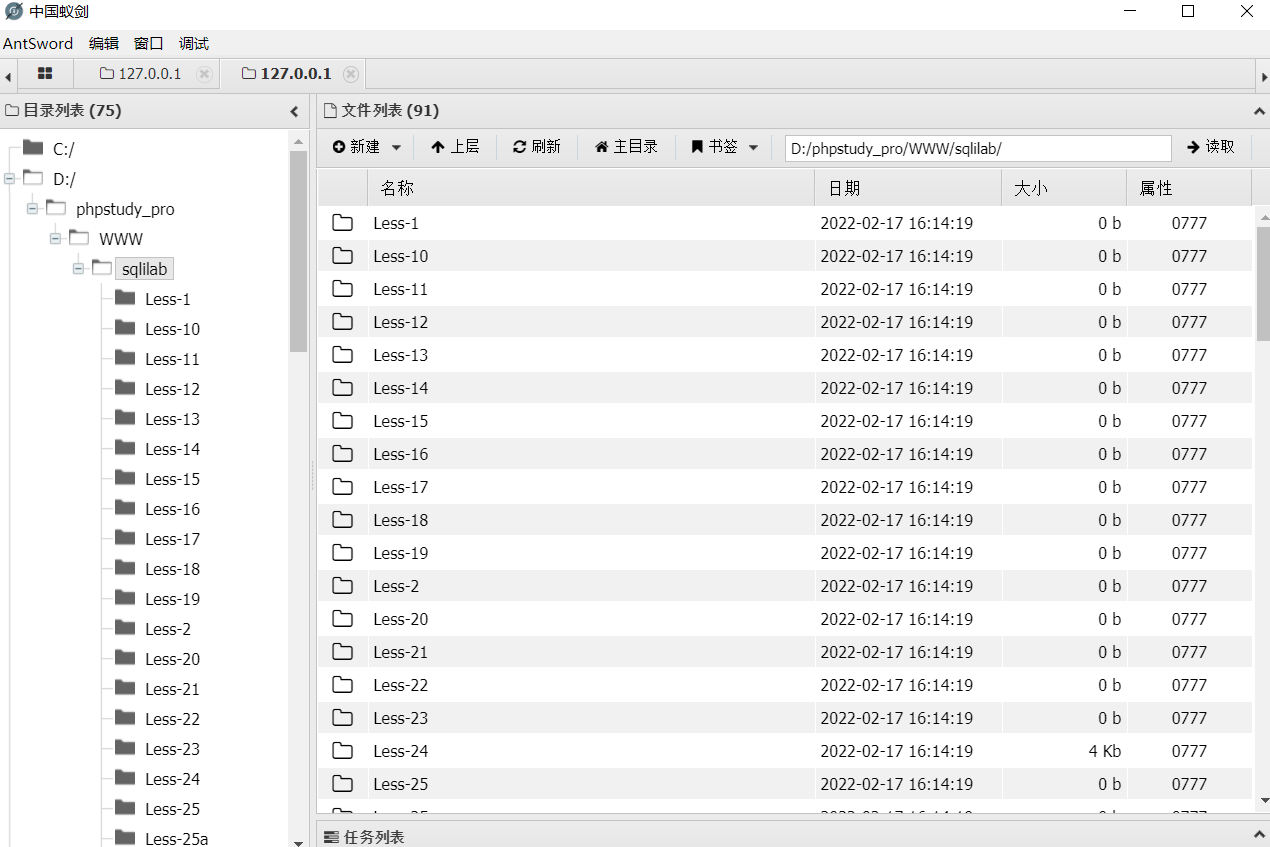 中国蚁剑
AntSword 编辑 窗口 调试
127.0.0.1 127.0.0.1
目录列表 (75)
C:/
D:/
phpstudy_pro
WWW
sqlilab
Less-1
Less-10
Less-11
Less-12
Less-13
Less-14
Less-15
Less-16
Less-17
Less-18
Less-19
Less-2
Less-20
Less-21
Less-22
Less-23
Less-24
Less-25
Less-25a
文件列表 (91)
新建 上层 刷新 主目录 书签 D:/phpstudy_pro/WWW/sqlilab/ 读取
名称 日期 大小 属性
Less-1 2022-02-17 16:14:19 0 b 0777
Less-10 2022-02-17 16:14:19 0 b 0777
Less-11 2022-02-17 16:14:19 0 b 0777
Less-12 2022-02-17 16:14:19 0 b 0777
Less-13 2022-02-17 16:14:19 0 b 0777
Less-14 2022-02-17 16:14:19 0 b 0777
Less-15 2022-02-17 16:14:19 0 b 0777
Less-16 2022-02-17 16:14:19 0 b 0777
Less-17 2022-02-17 16:14:19 0 b 0777
Less-18 2022-02-17 16:14:19 0 b 0777
Less-19 2022-02-17 16:14:19 0 b 0777
Less-2 2022-02-17 16:14:19 0 b 0777
Less-20 2022-02-17 16:14:19 0 b 0777
Less-21 2022-02-17 16:14:19 0 b 0777
Less-22 2022-02-17 16:14:19 0 b 0777
Less-23 2022-02-17 16:14:19 0 b 0777
Less-24 2022-02-17 16:14:19 4 Kb 0777
Less-25 2022-02-17 16:14:19 0 b 0777
任务列表